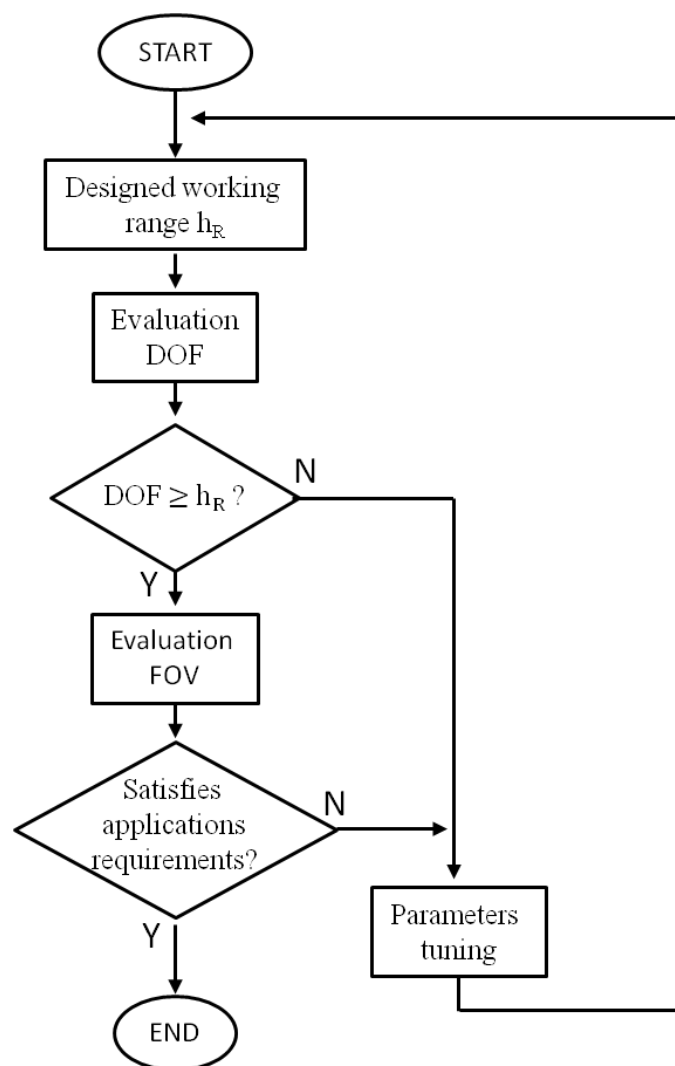 START
Designed working
range h_R
Evaluation
DOF
N
DOF ≥ h_R ?
Y
Evaluation
FOV
Satisfies
applications
requirements?
N
Y
Parameters
tuning
END